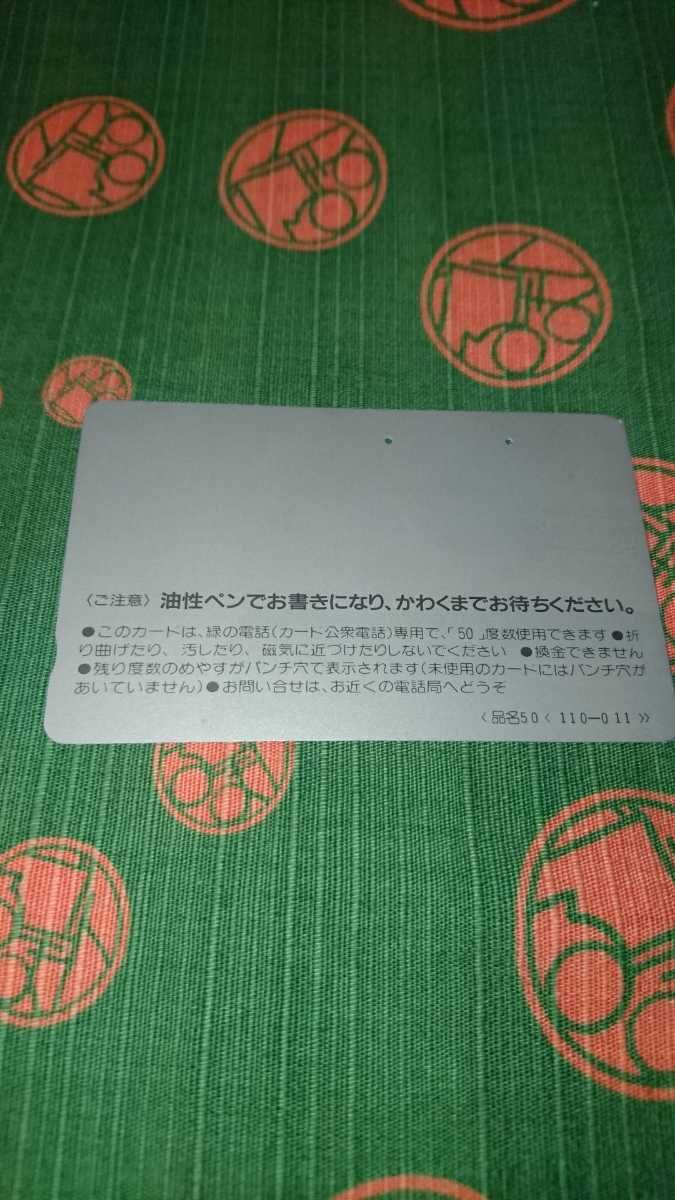 〈ご注意〉油性ペンでお書きになり、かわくまでお待ちください。
●このカードは、緑の電話(カード公衆電話)専用で、「50」度数使用できます●折
り曲げたり、汚したり、磁気に近づけたりしないでください ●換金できません
●残り度数のめやすがパンチ穴で表示されます(未使用のカードにはパンチ穴が
あいていません)●お問い合せは、お近くの電話局へどうぞ
〈品名50〈110ー011》